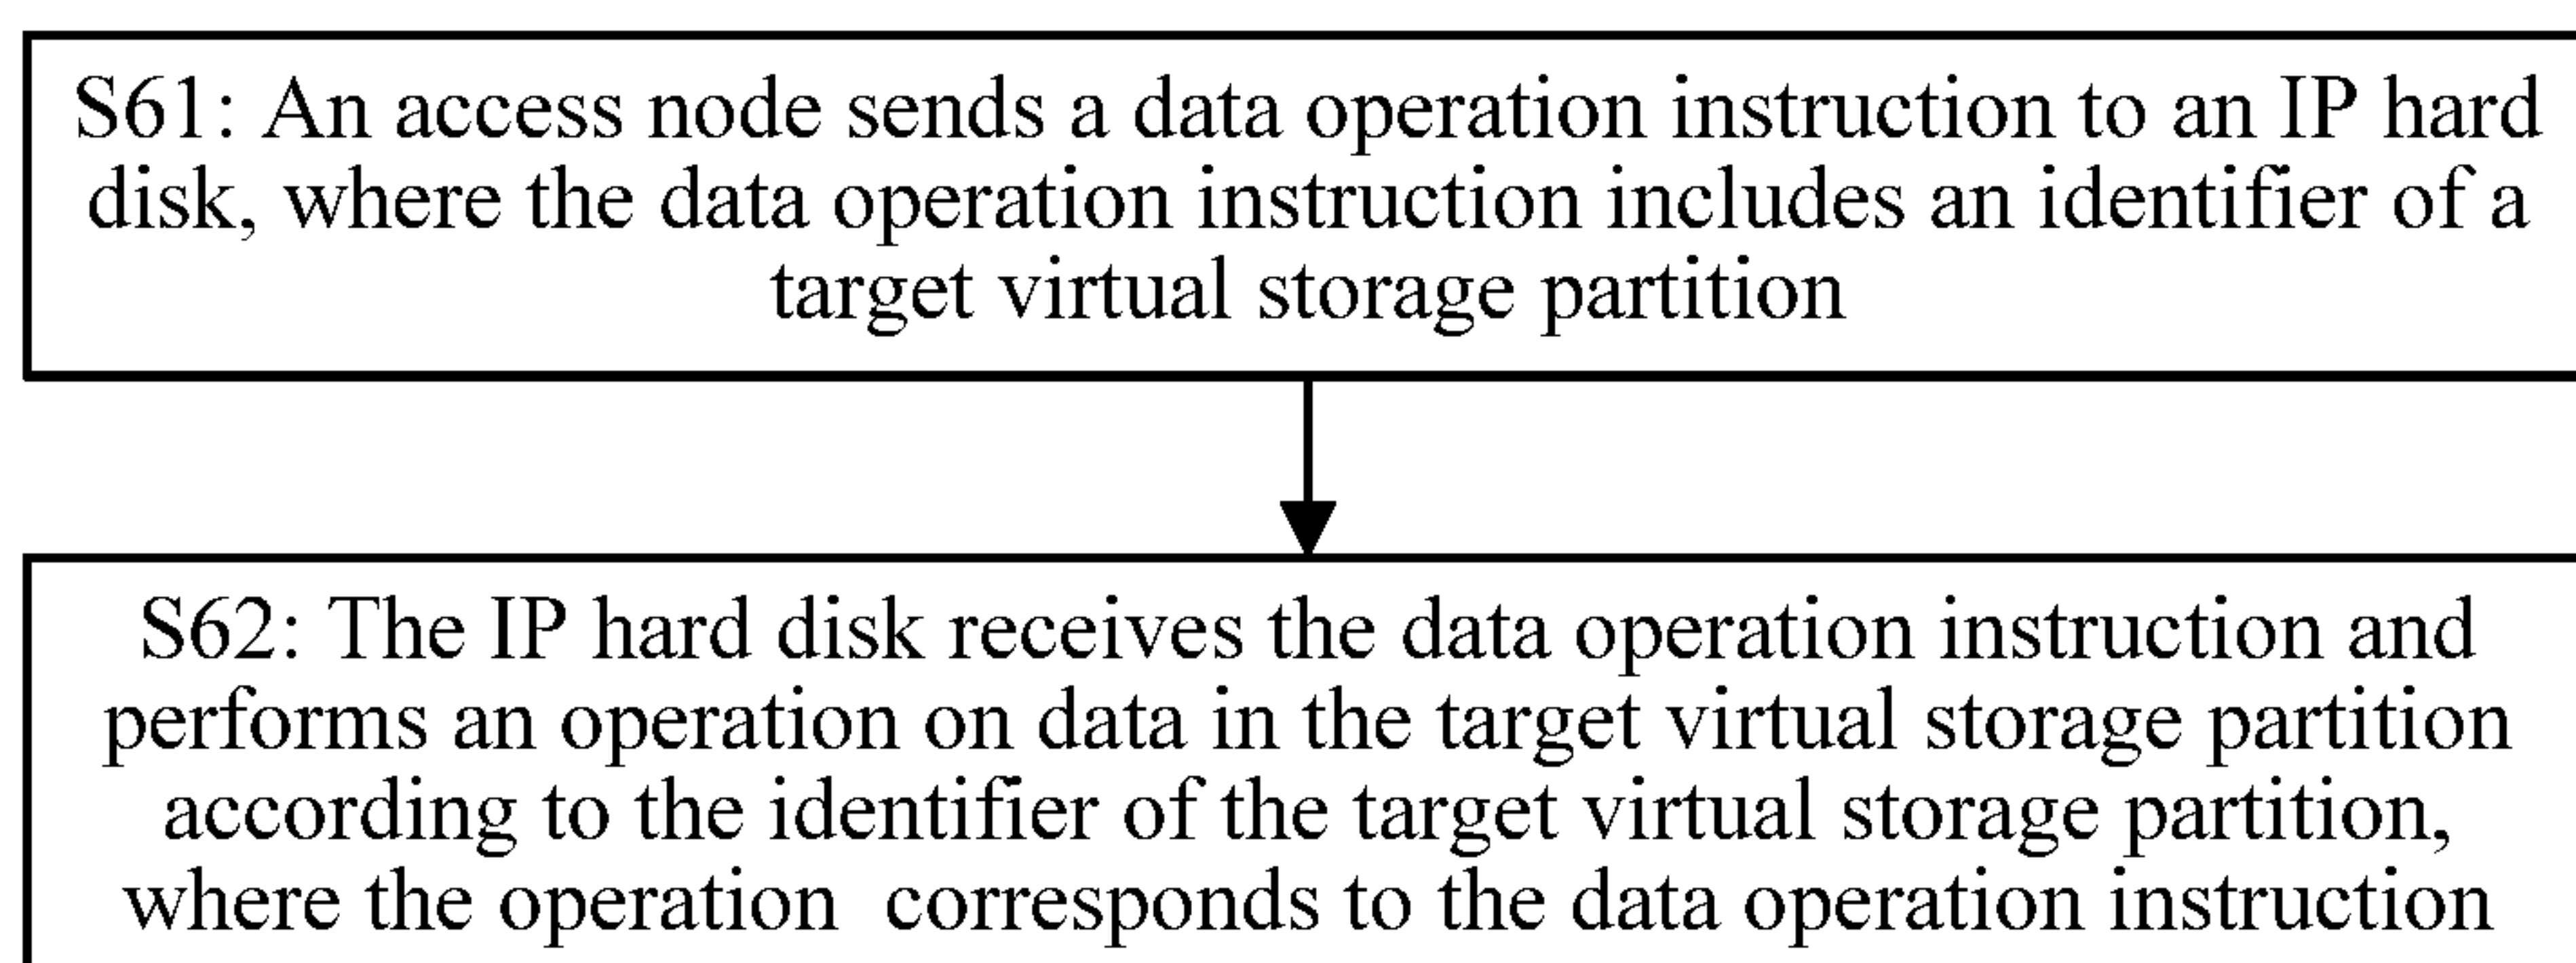 S61: An access node sends a data operation instruction to an IP hard
disk, where the data operation instruction includes an identifier of a
target virtual storage partition
S62: The IP hard disk receives the data operation instruction and
performs an operation on data in the target virtual storage partition
according to the identifier of the target virtual storage partition,
where the operation  corresponds to the data operation instruction